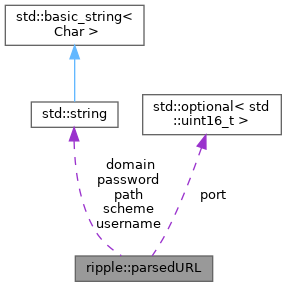 std::basic_string<
Char >
std::string
std::optional< std
::uint16_t >
domain
password
path
scheme
username
port
ripple::parsedURL